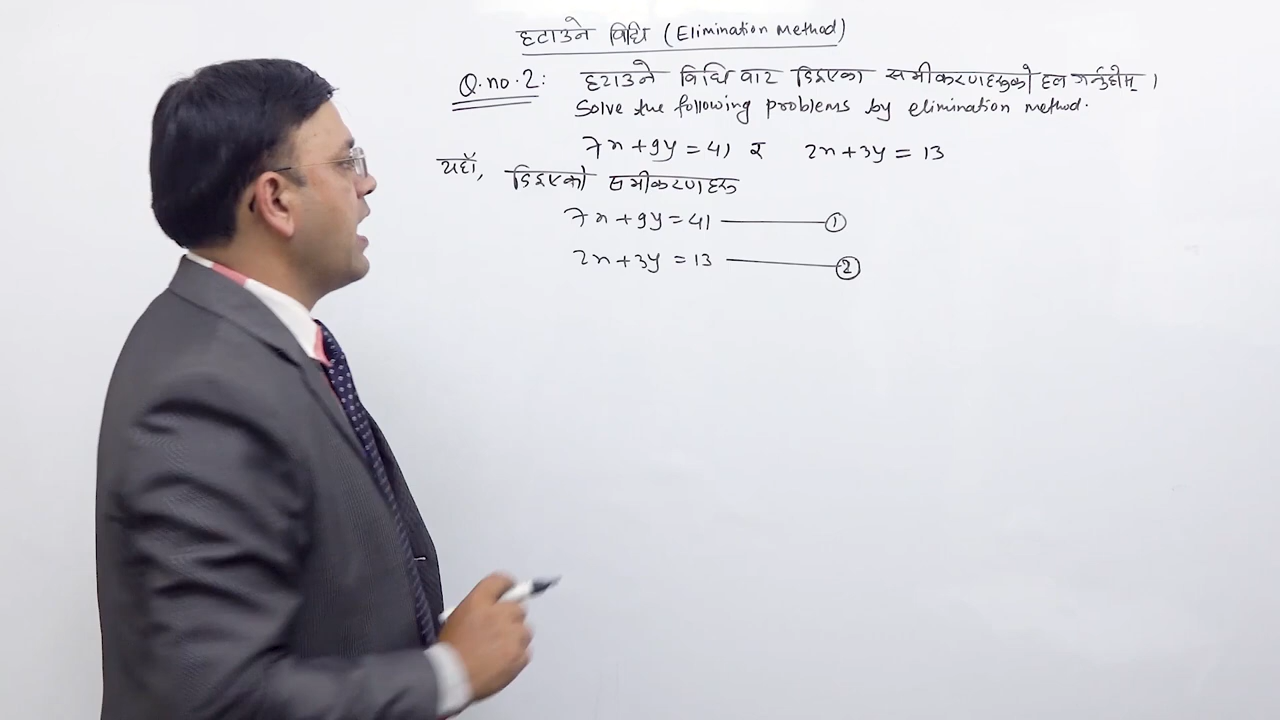 हटाउने विधि (Elimination Method)
Q.no.2: हटाउने विधि वाट दिइएका समीकरणहरूको हल गर्नुहोस् ।
Solve the following problems by elimination method.
7x + 9y = 41 र 2x + 3y = 13
यहाँ, दिइएको समीकरणहरू
7x + 9y = 41 ——— ①
2x + 3y = 13 ——— ②